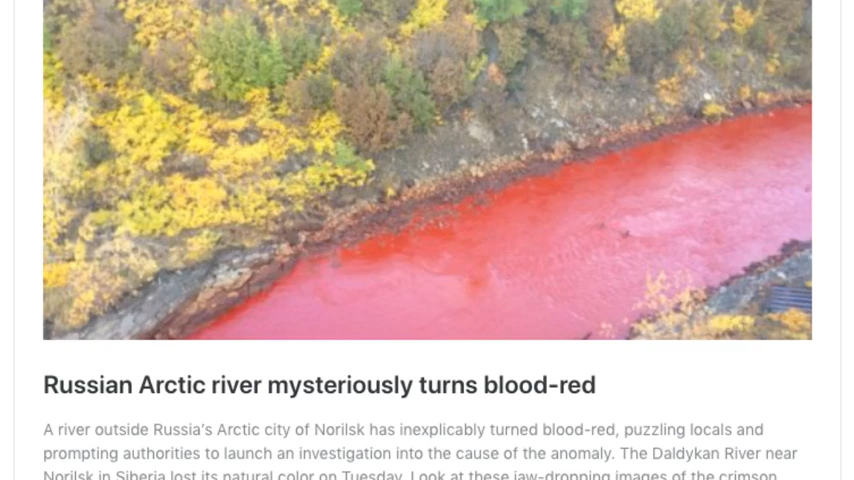 Russian Arctic river mysteriously turns blood-red
A river outside Russia's Arctic city of Norilsk has inexplicably turned blood-red, puzzling locals and
prompting authorities to launch an investigation into the cause of the anomaly. The Daldykan River near
Norilsk in Siberia lost its natural color on Tuesday. Look at these jaw-dropping images of the crimson